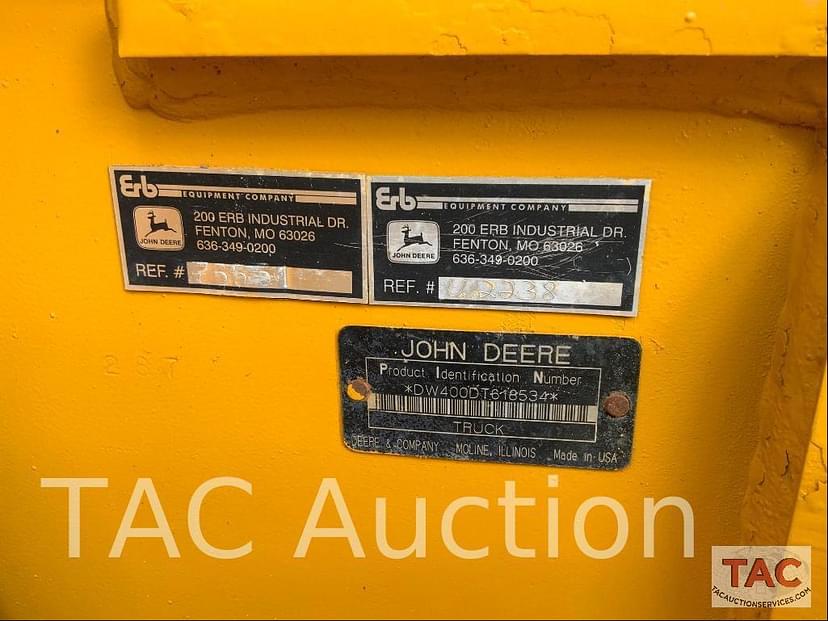 Erb
EQUIPMENT COMPANY
JOHN DEERE
200 ERB INDUSTRIAL DR.
FENTON, MO 63026
636-349-0200
REF. #
Erb
EQUIPMENT COMPANY
JOHN DEERE
200 ERB INDUSTRIAL DR.
FENTON, MO 63026
636-349-0200
REF. #
JOHN DEERE
Product Identification Number
*DW400DT618534*
TRUCK
DEERE & COMPANY MOLINE, ILLINOIS Made in USA
TAC Auction
TAC
TACAUCTIONSERVICES.COM